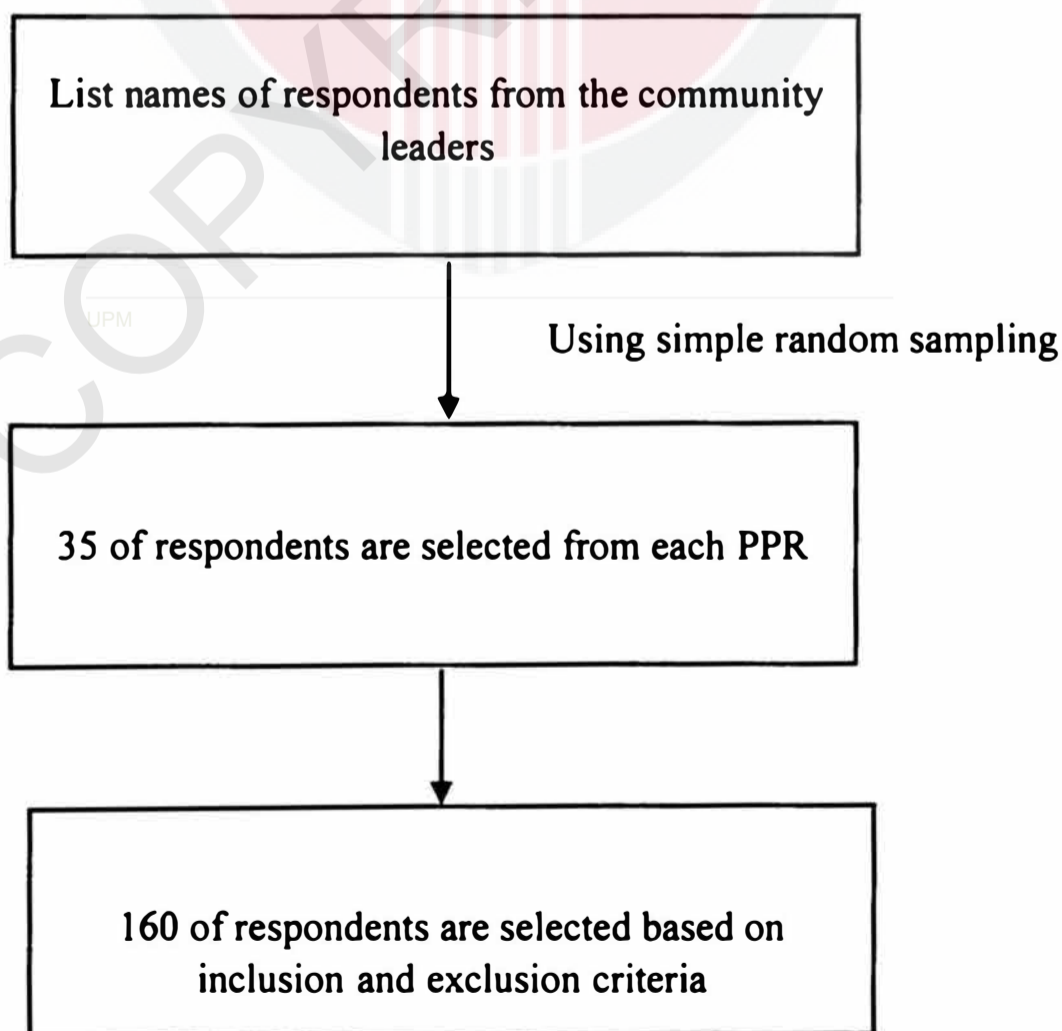 List names of respondents from the community
leaders
UPM
Using simple random sampling
35 of respondents are selected from each PPR
160 of respondents are selected based on
inclusion and exclusion criteria